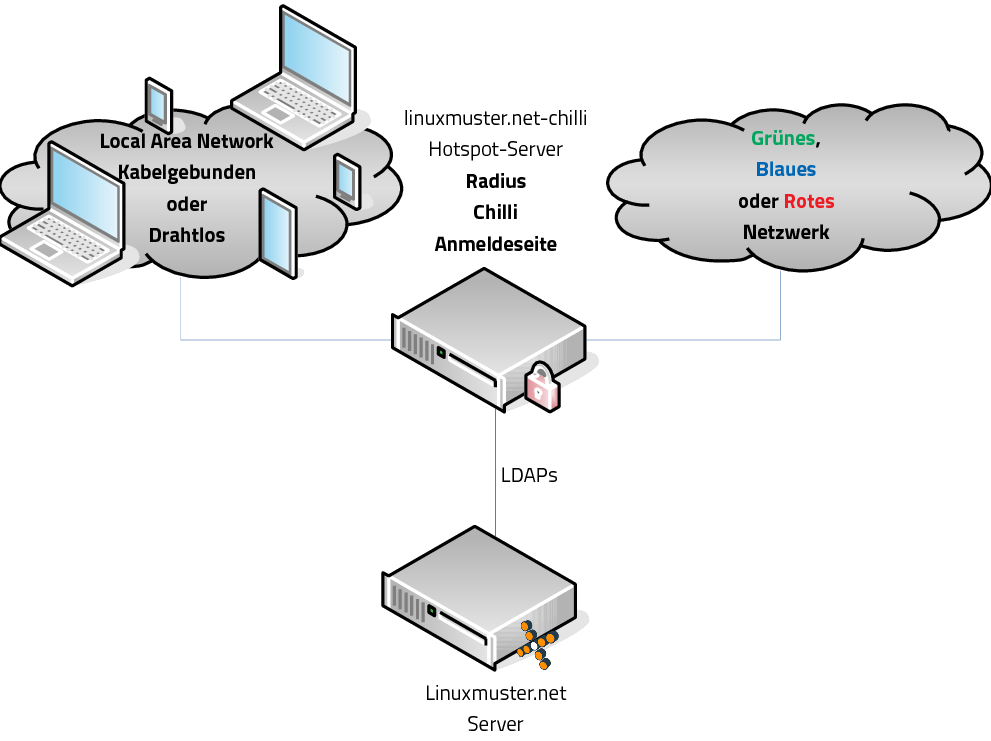 Local Area Network
Kabelgebunden
oder
Drahtlos
linuxmuster.net-chilli
Hotspot-Server
Radius
Chilli
Anmeldeseite
Grünes,
Blaues
oder Rotes
Netzwerk
LDAPs
Linuxmuster.net
Server